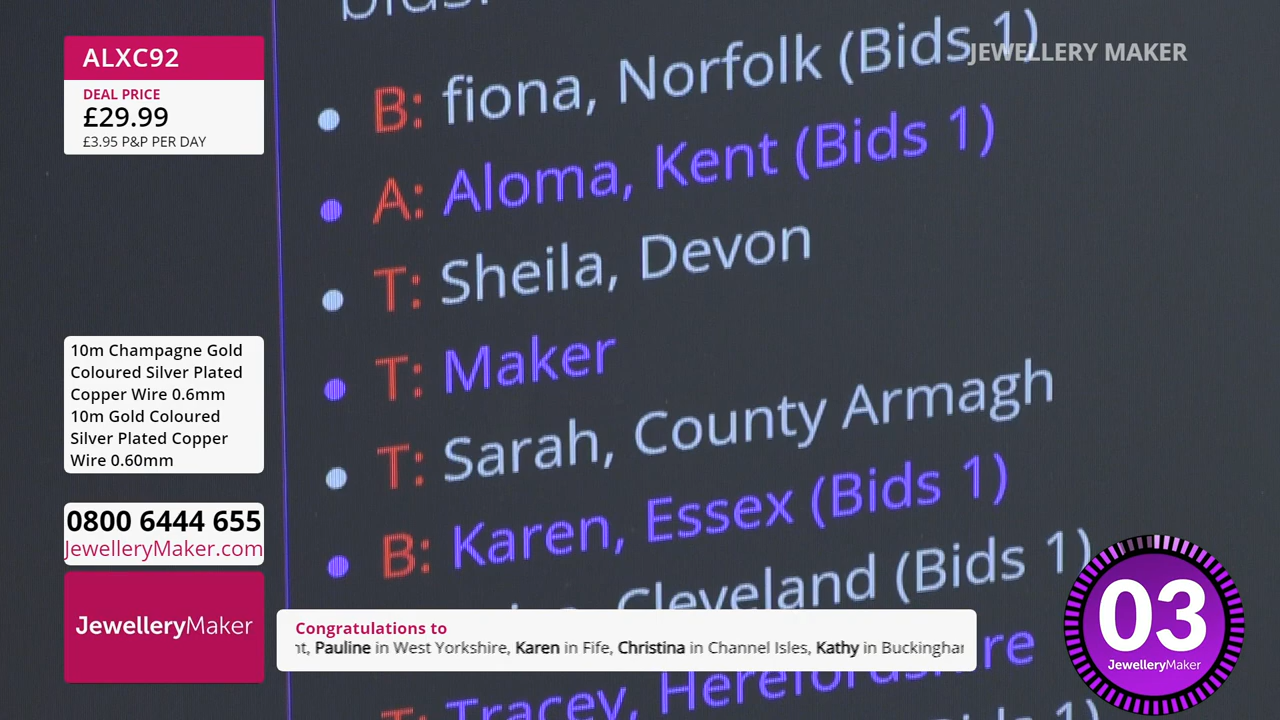 bids.
B: fiona, Norfolk (Bids 1)
JEWELLERY MAKER
A: Aloma, Kent (Bids 1)
T: Sheila, Devon
T: Maker
T: Sarah, County Armagh
B: Karen, Essex (Bids 1)
Cleveland (Bids 1)
T: Tracey, Herefordshire
ALXC92
DEAL PRICE
£29.99
£3.95 P&P PER DAY
10m Champagne Gold
Coloured Silver Plated
Copper Wire 0.6mm
10m Gold Coloured
Silver Plated Copper
Wire 0.60mm
0800 6444 655
JewelleryMaker.com
JewelleryMaker
Congratulations to
Pauline in West Yorkshire, Karen in Fife, Christina in Channel Isles, Kathy in
03
JewelleryMaker